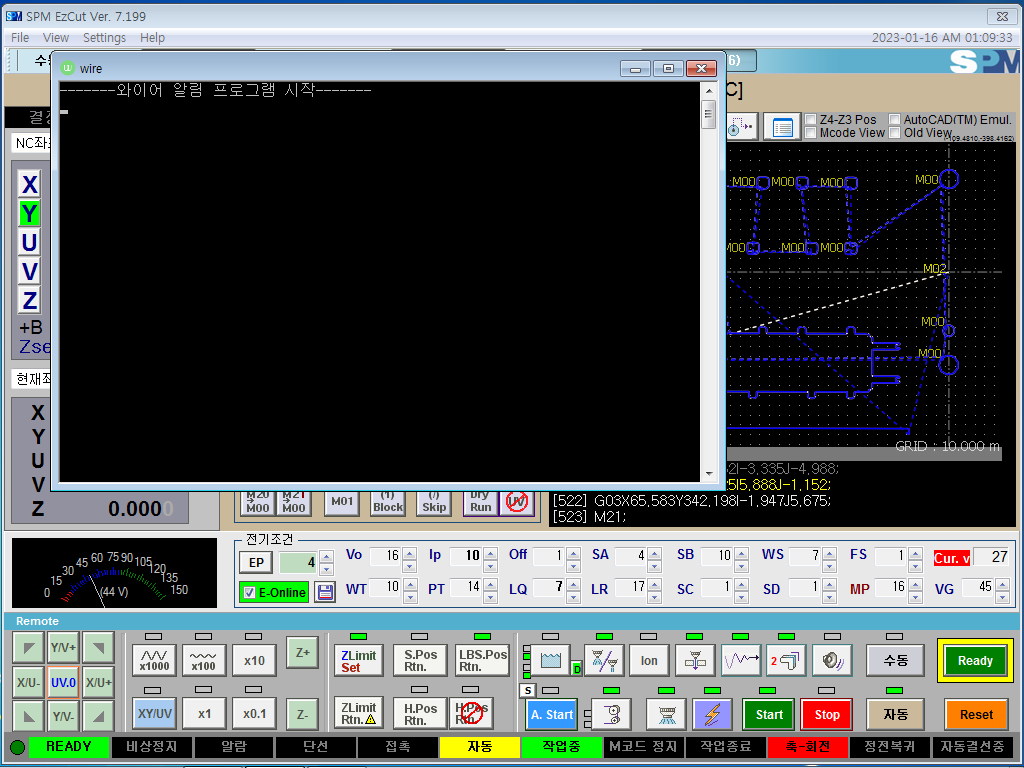 SPM EzCut Ver. 7.199
File View Settings Help
2023-01-16 AM 01:09:33
수동
6)
SPM
wire
-------와이어 알림 프로그램 시작-------
C]
Z4-Z3 Pos
AutoCAD(TM) Emul.
Mcode View
Old View
NC좌표
X
Y
U
V
Z
+B
Zse
현재좌
X
Y
U
V
Z 0.0000
M00 M00 M00 M00
M00 M00 M00
M02
M00
M00
GRID : 10.000 m
2I-3,335J-4,988;
5I5,888J-1,152;
[522] G03X65,583Y342,198I-1,947J5,675;
[523] M21;
M20 M00
M21 M00
M01
(1) Block
(/) Skip
Dry Run
UV
전기조건
EP 4
E-Online
Vo 16 Ip 10 Off 1 SA 4 SB 10 WS 7 FS 1 Cur. v 27
WT 10 PT 14 LQ 7 LR 17 SC 1 SD 1 MP 16 VG 45
0 15 30 45 60 75 90 105 120 135 150
(44 V)
Remote
Y/V+
X/U- UV.0 X/U+
Y/V-
x1000 x100 x10 Z+
XY/UV x1 x0.1 Z-
ZLimit Set
S.Pos Rtn.
LBS.Pos Rtn.
ZLimit Rtn.
H.Pos Rtn.
H.Pos Rtn.
D
Ion
2
수동
Ready
S
A. Start
Start
Stop
자동
Reset
READY 비상정지 알람 단선 접촉 자동 작업중 M코드 정지 작업종료 축-회전 정전복귀 자동결선중